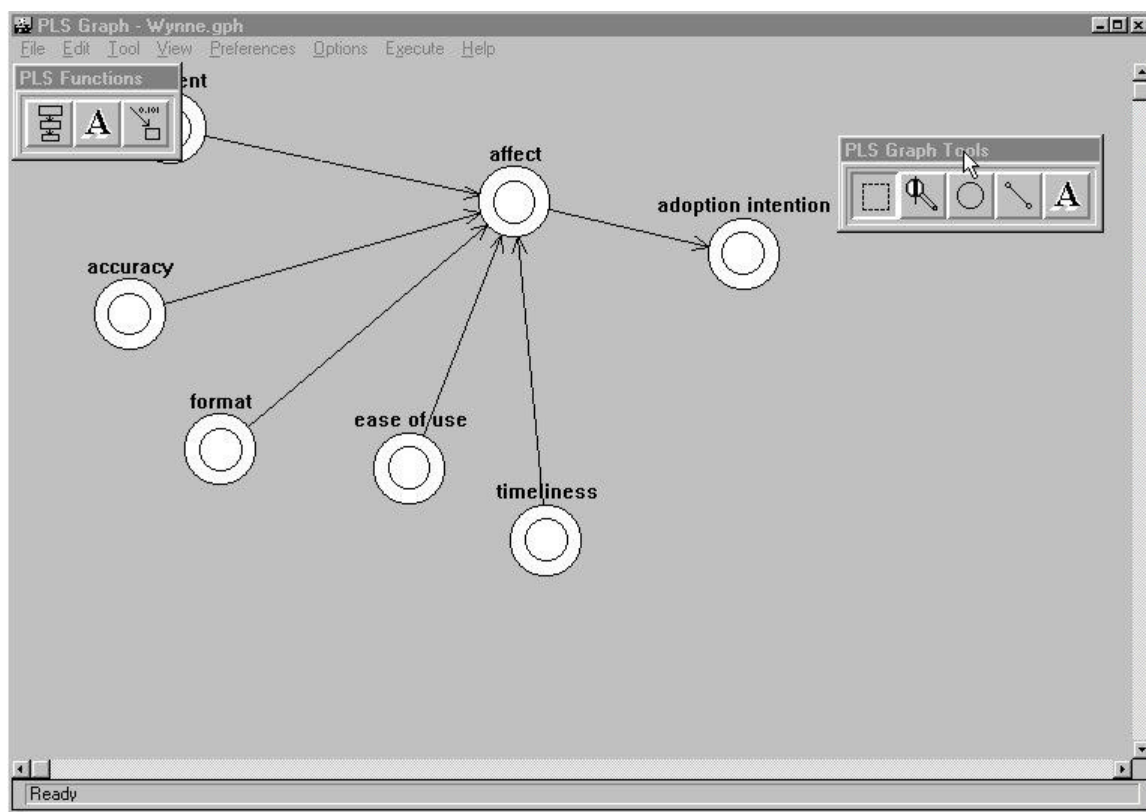 PLS Graph - Wynne.gph
File Edit Tool View Preferences Options Execute Help
PLS Functions
A
0.101
affect
PLS Graph Tools
A
adoption intention
accuracy
format
ease of use
timeliness
Ready